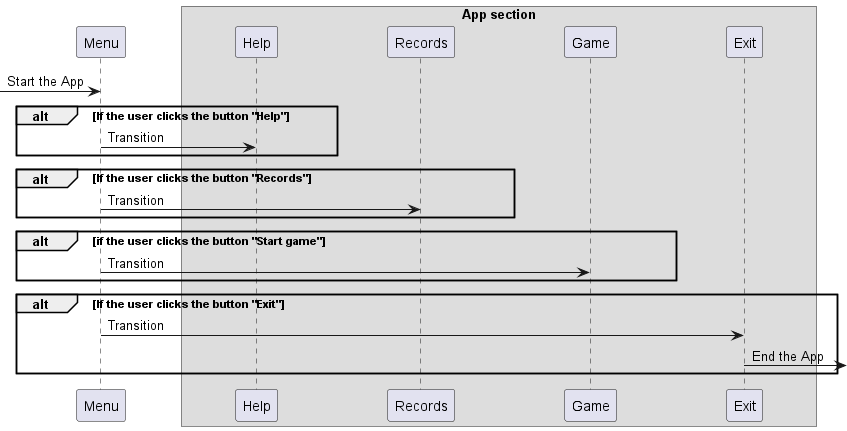 App section
Menu
Help
Records
Game
Exit
Start the App
alt
[If the user clicks the button "Help"]
Transition
alt
[If the user clicks the button "Records"]
Transition
alt
[if the user clicks the button "Start game"]
Transition
alt
[If the user clicks the button "Exit"]
Transition
End the App
Menu
Help
Records
Game
Exit